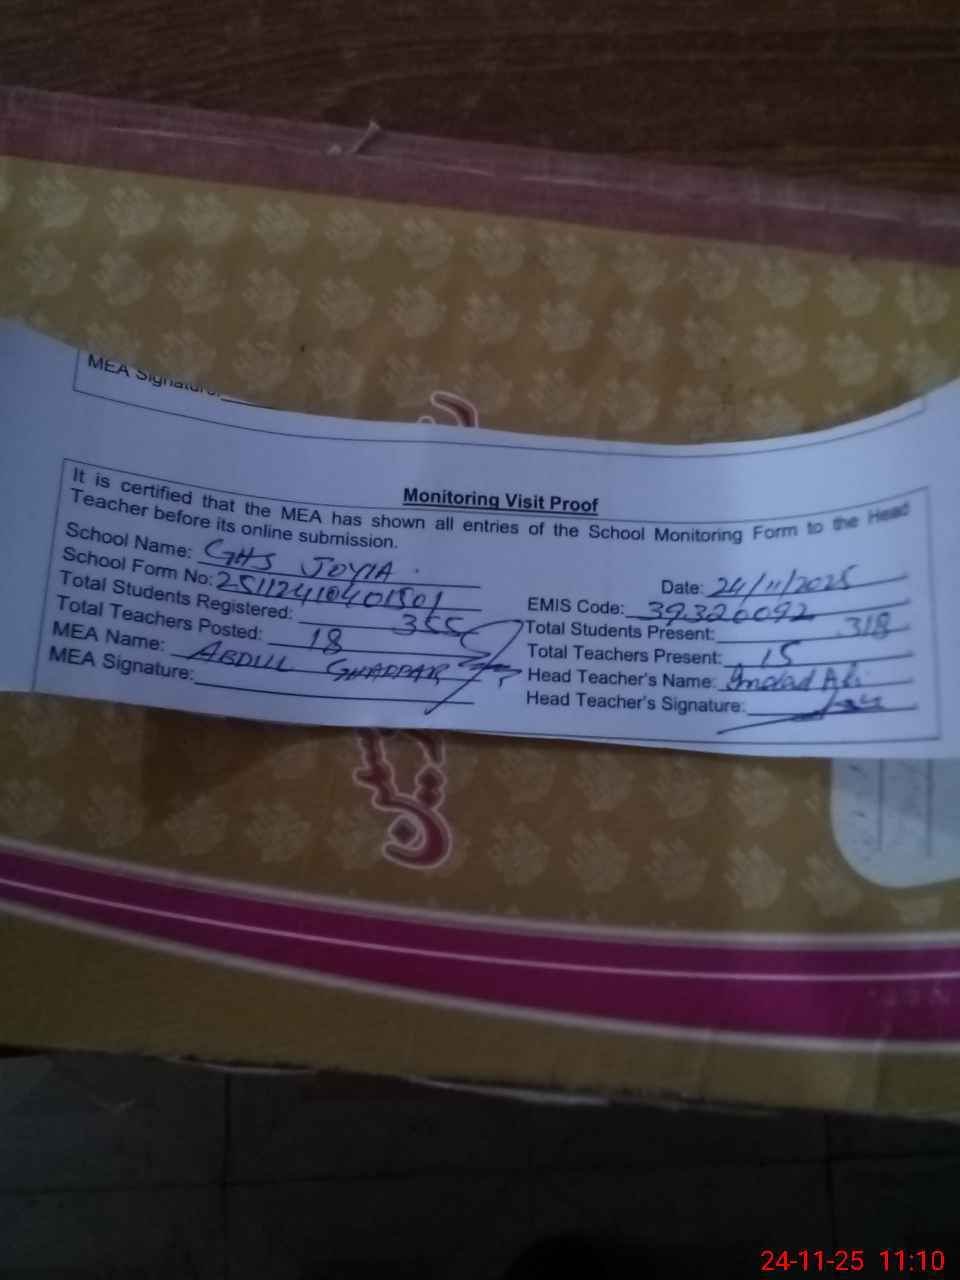 MEA Signature:
Monitoring Visit Proof
It is certified that the MEA has shown all entries of the School Monitoring Form to the Head
Teacher before its online submission.
School Name: GHS JOYIA. Date: 24/11/2025
School Form No: 25112410401501 EMIS Code: 39320092
Total Students Registered: 355 Total Students Present: 318
Total Teachers Posted: 18 Total Teachers Present: 15
MEA Name: ABDUL GHAFFAR Head Teacher's Name: Imdad Ali
MEA Signature: Head Teacher's Signature:
24-11-25 11:10